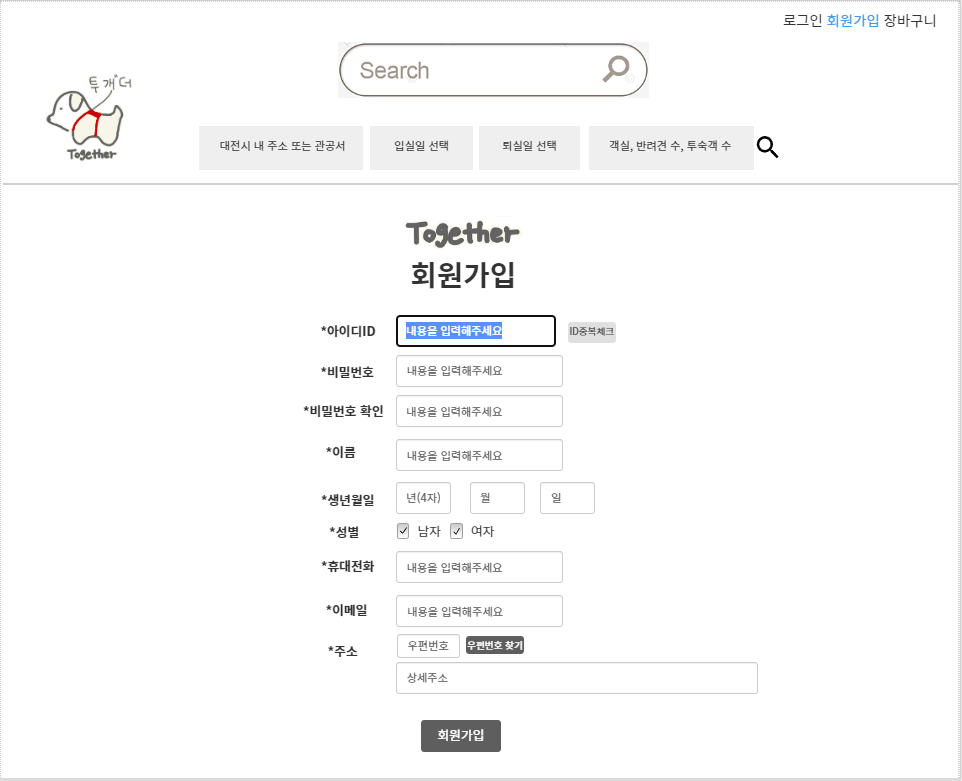 로그인 회원가입 장바구니
Search
투개더
Together
대전시 내 주소 또는 관공서
입실일 선택
퇴실일 선택
객실, 반려견 수, 투숙객 수
Together
회원가입
*아이디ID 내용을 입력해주세요 ID중복체크
*비밀번호 내용을 입력해주세요
*비밀번호 확인 내용을 입력해주세요
*이름 내용을 입력해주세요
*생년월일 년(4자) 월 일
*성별 남자 여자
*휴대전화 내용을 입력해주세요
*이메일 내용을 입력해주세요
*주소 우편번호 우편번호 찾기
상세주소
회원가입